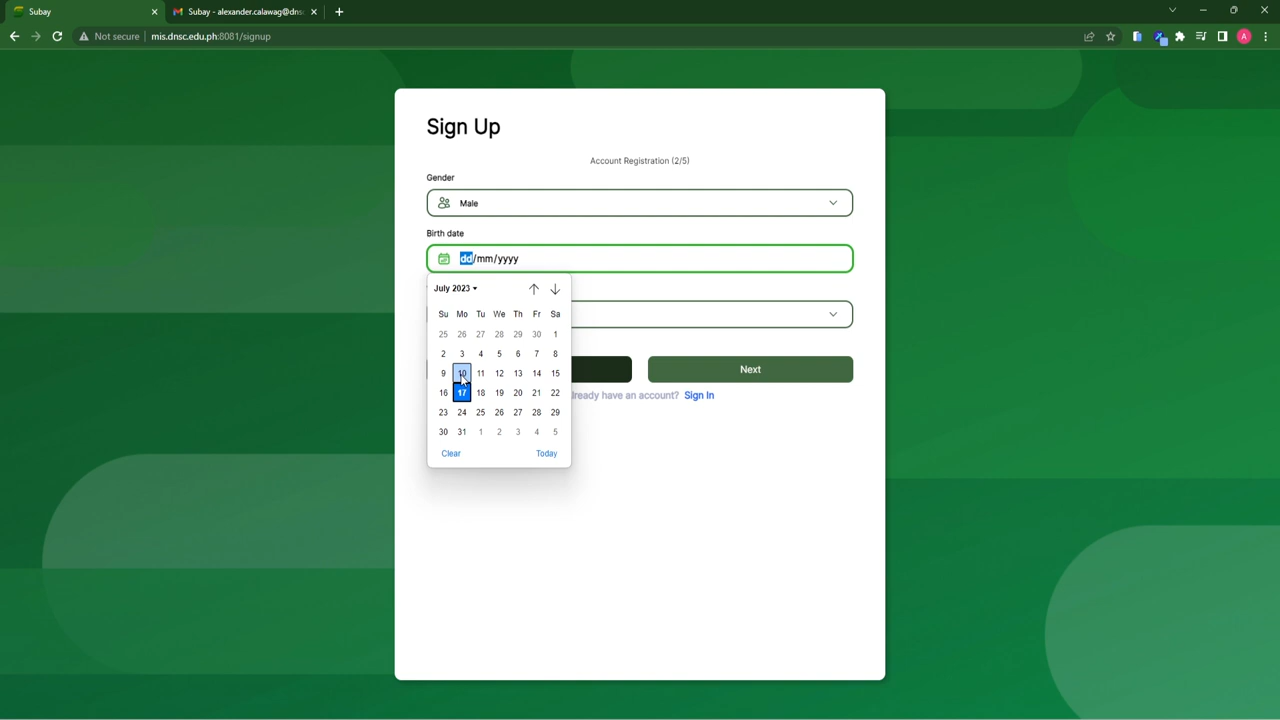 Subay
Subay - alexander.calawag@dnsc
Not secure
mis.dnsc.edu.ph:8081/signup
A
Sign Up
Account Registration (2/5)
Gender
Male
Birth date
dd/mm/yyyy
July 2023
Su Mo Tu We Th Fr Sa
25 26 27 28 29 30 1
2 3 4 5 6 7 8
9 10 11 12 13 14 15
16 17 18 19 20 21 22
23 24 25 26 27 28 29
30 31 1 2 3 4 5
Clear Today
Next
lready have an account? Sign In